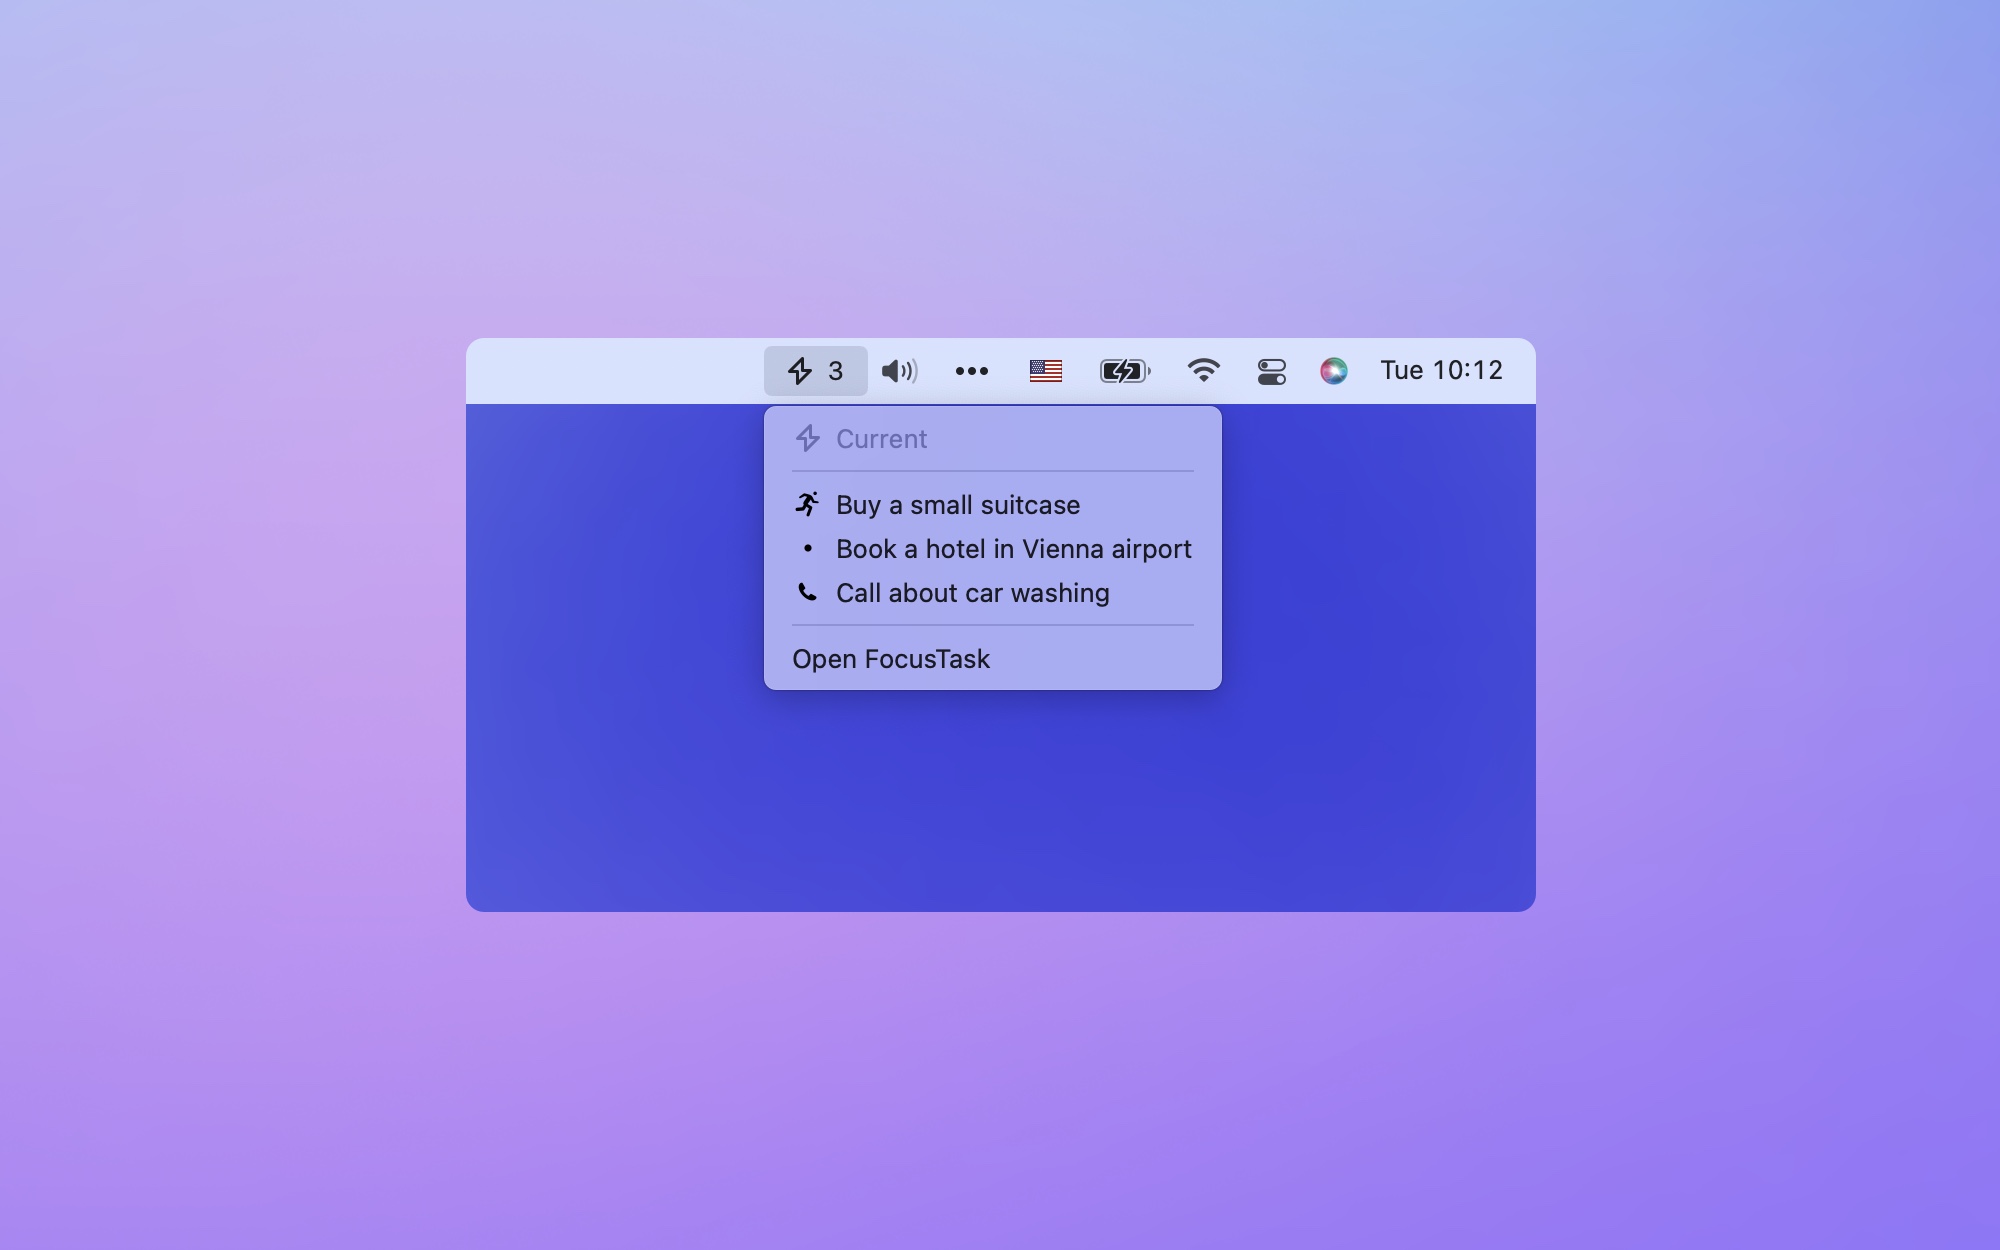 3 ••• Tue 10:12
Current
Buy a small suitcase
Book a hotel in Vienna airport
Call about car washing
Open FocusTask